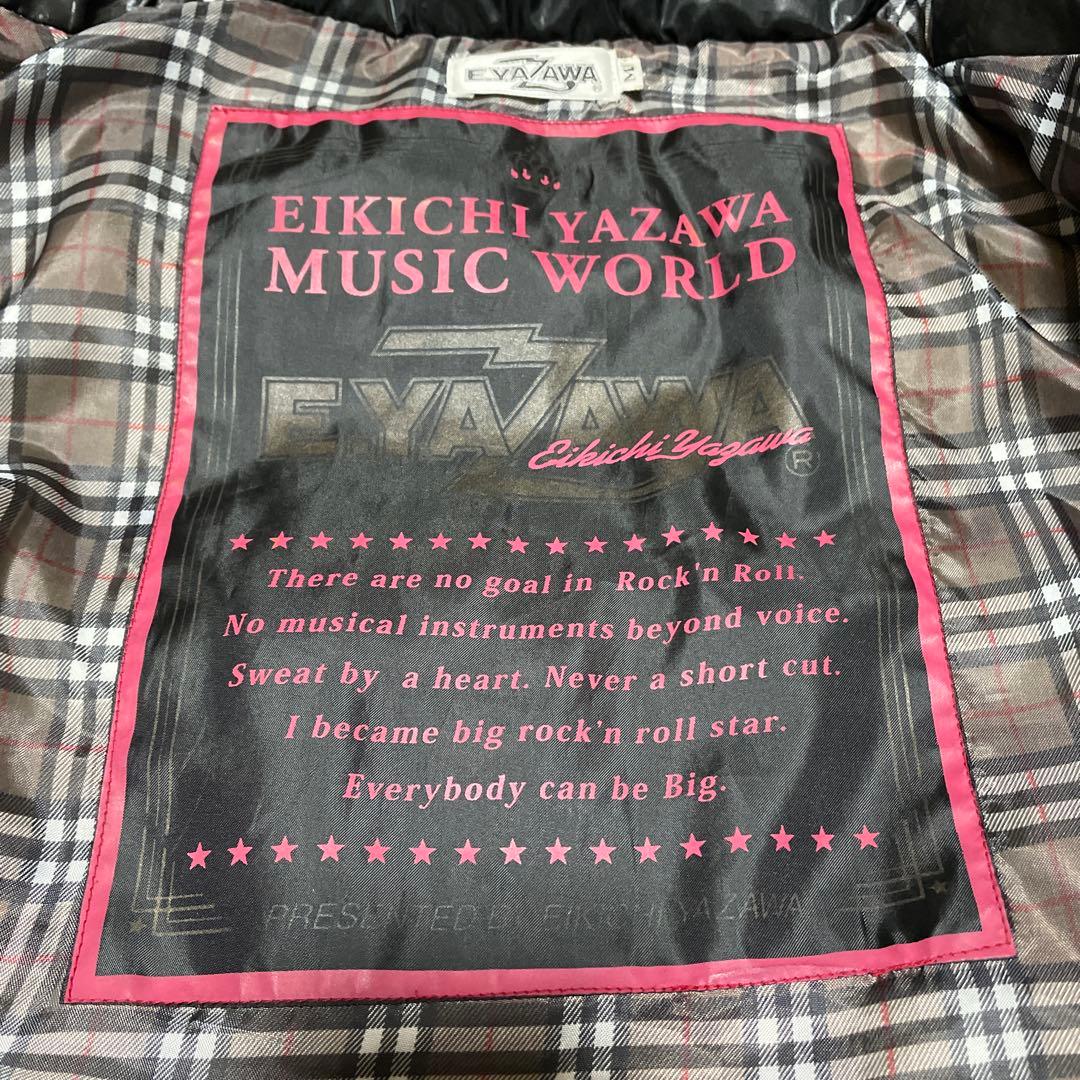 E.YAZAWA
®
M
EIKICHI YAZAWA
MUSIC WORLD
E.YAZAWA
Eikichi Yazawa
®
There are no goal in Rock'n Roll.
No musical instruments beyond voice.
Sweat by a heart. Never a short cut.
I became big rock'n roll star.
Everybody can be Big.
PRESENTED BY EIKICHI YAZAWA